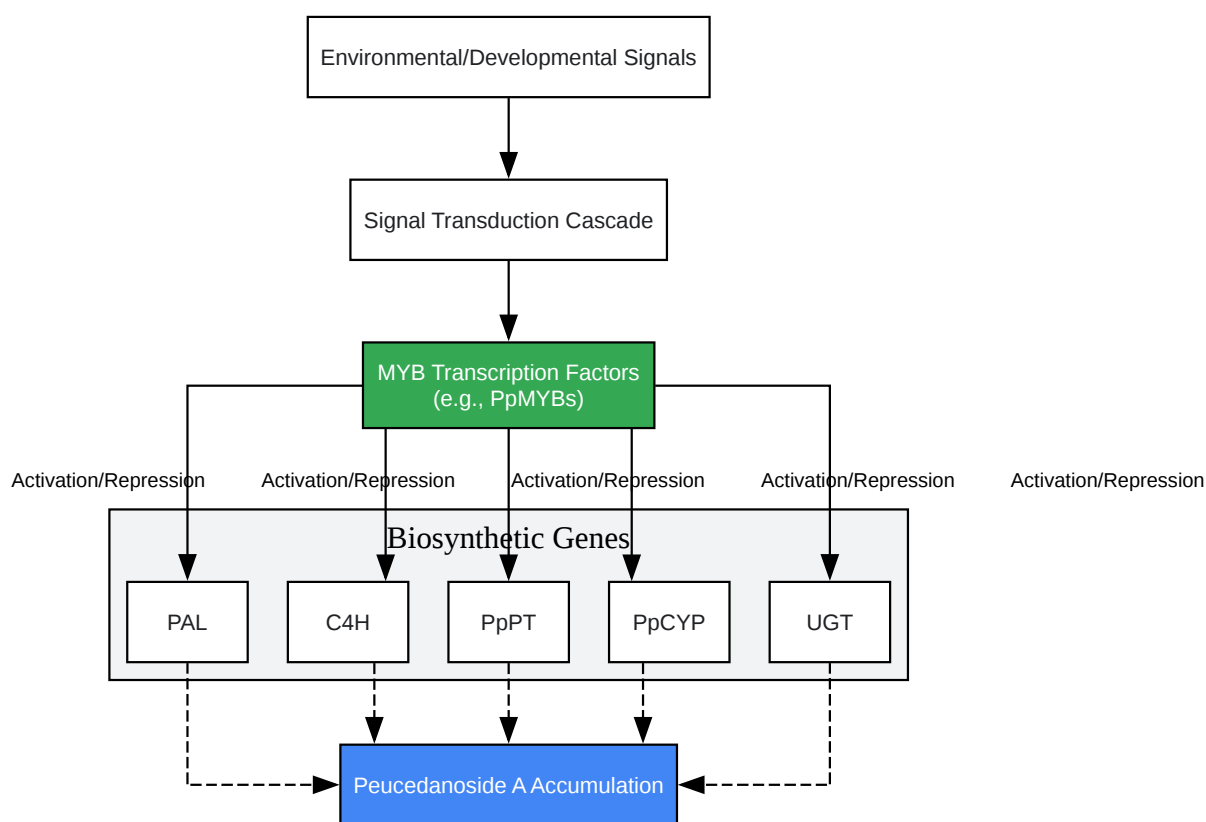 Environmental/Developmental Signals
Signal Transduction Cascade
MYB Transcription Factors
(e.g., PpMYBs)
Activation/Repression
Activation/Repression
Activation/Repression
Activation/Repression
Activation/Repression
Biosynthetic Genes
PAL
C4H
PpPT
PpCYP
UGT
Peucedanoside A Accumulation